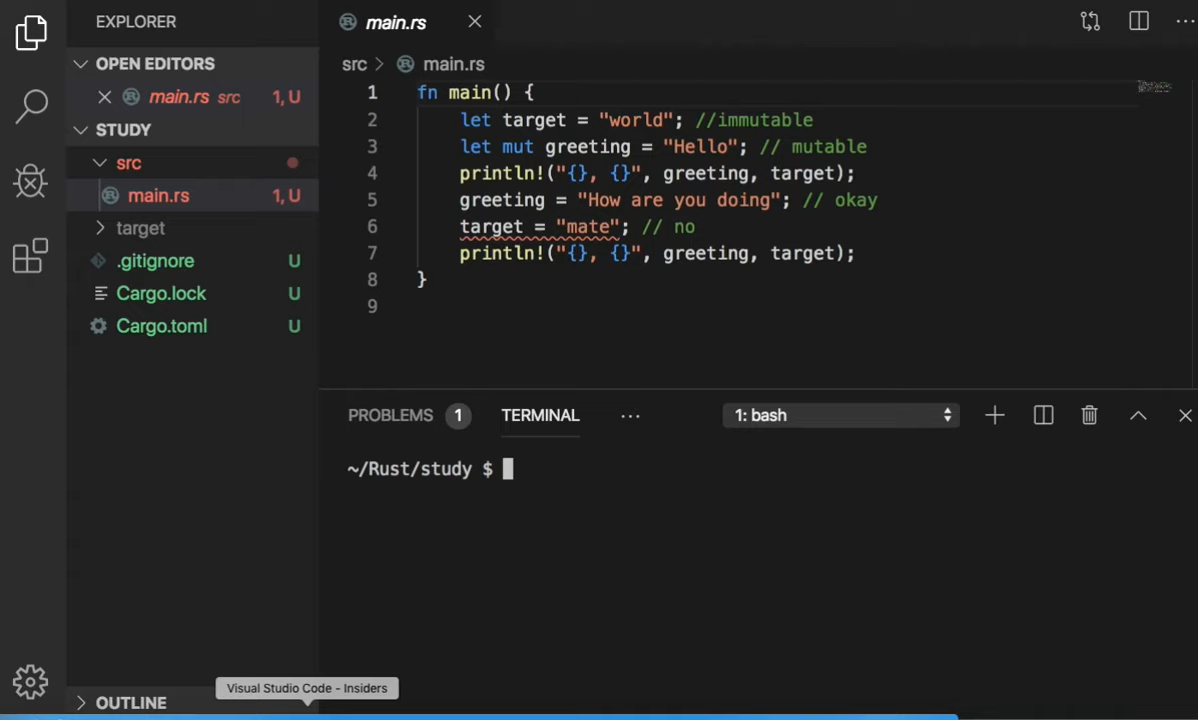 EXPLORER
OPEN EDITORS
main.rs src 1, U
STUDY
src
main.rs 1, U
target
.gitignore U
Cargo.lock U
Cargo.toml U
OUTLINE
Visual Studio Code - Insiders
main.rs
src > main.rs
1 fn main() {
2 let target = "world"; //immutable
3 let mut greeting = "Hello"; // mutable
4 println!("{}, {}", greeting, target);
5 greeting = "How are you doing"; // okay
6 target = "mate"; // no
7 println!("{}, {}", greeting, target);
8 }
9
PROBLEMS 1 TERMINAL ... 1: bash
~/Rust/study $